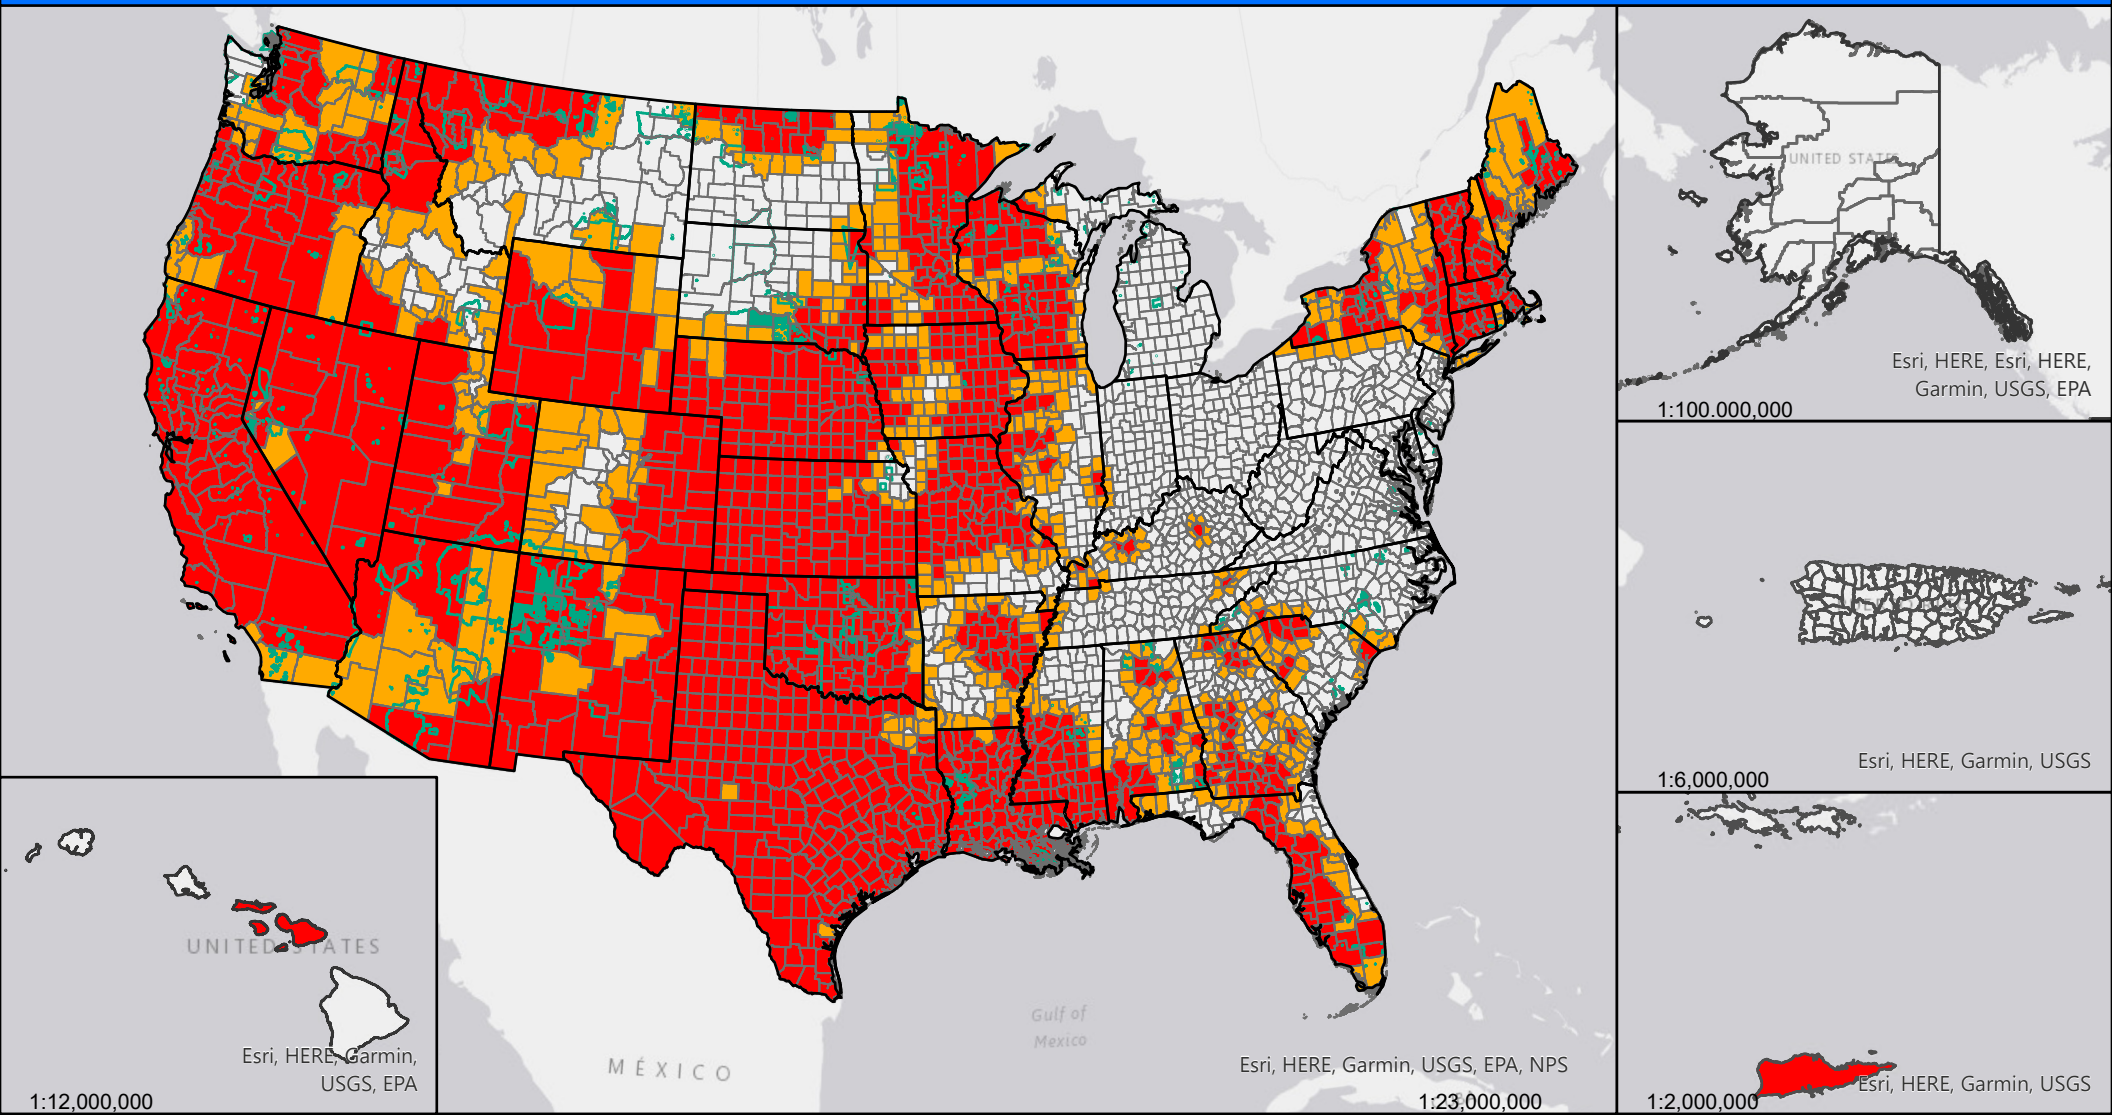 UNITED STATES
Esri, HERE, Esri, HERE,
Garmin, USGS, EPA
1:100.000,000
Esri, HERE, Garmin, USGS
1:6,000,000
UNITED STATES
Esri, HERE, Garmin,
USGS, EPA
1:12,000,000
Gulf of
Mexico
MÉXICO
Esri, HERE, Garmin, USGS, EPA, NPS
1:23,000,000
Esri, HERE, Garmin, USGS
1:2,000,000